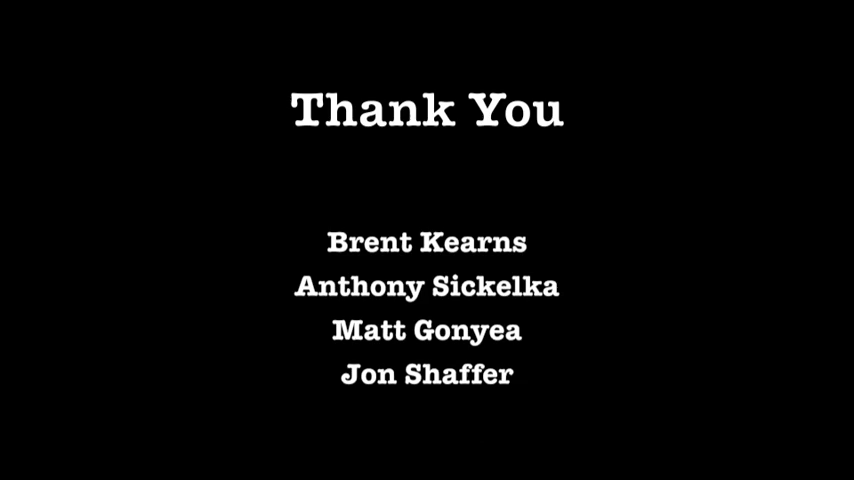 Thank You
Brent Kearns
Anthony Sickelka
Matt Gonyea
Jon Shaffer